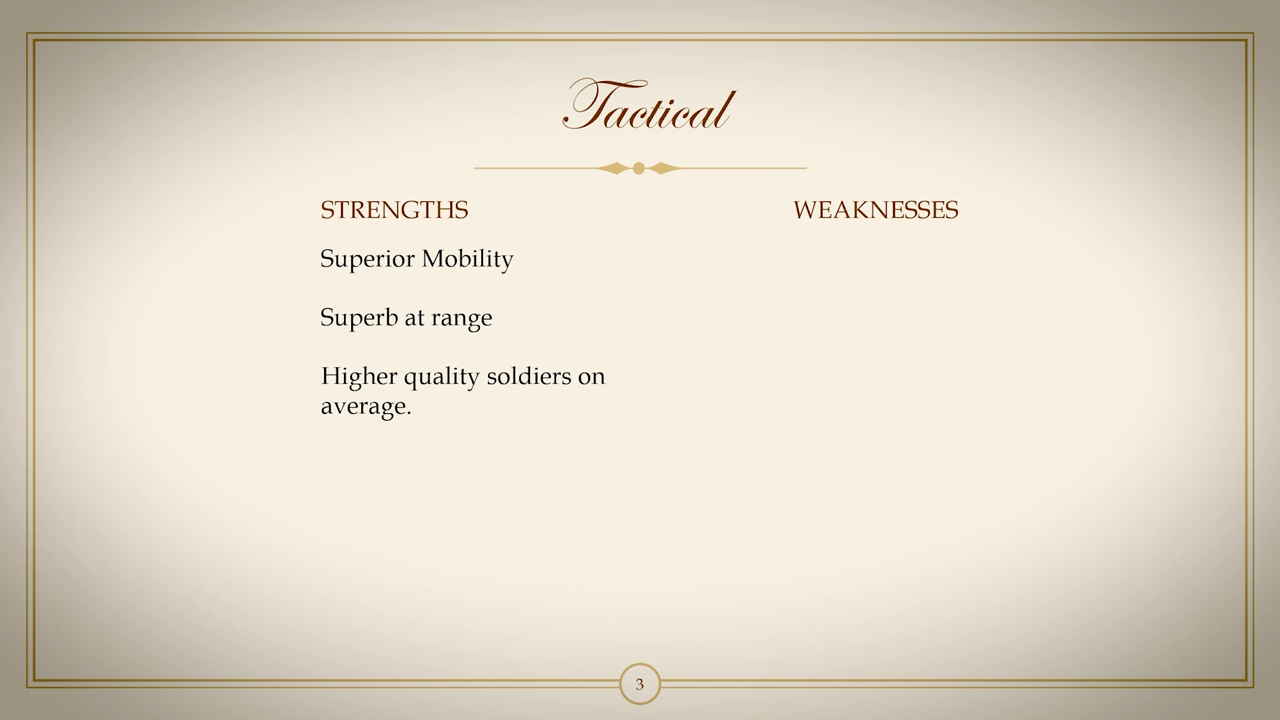 Tactical
STRENGTHS
WEAKNESSES
Superior Mobility
Superb at range
Higher quality soldiers on
average.
3